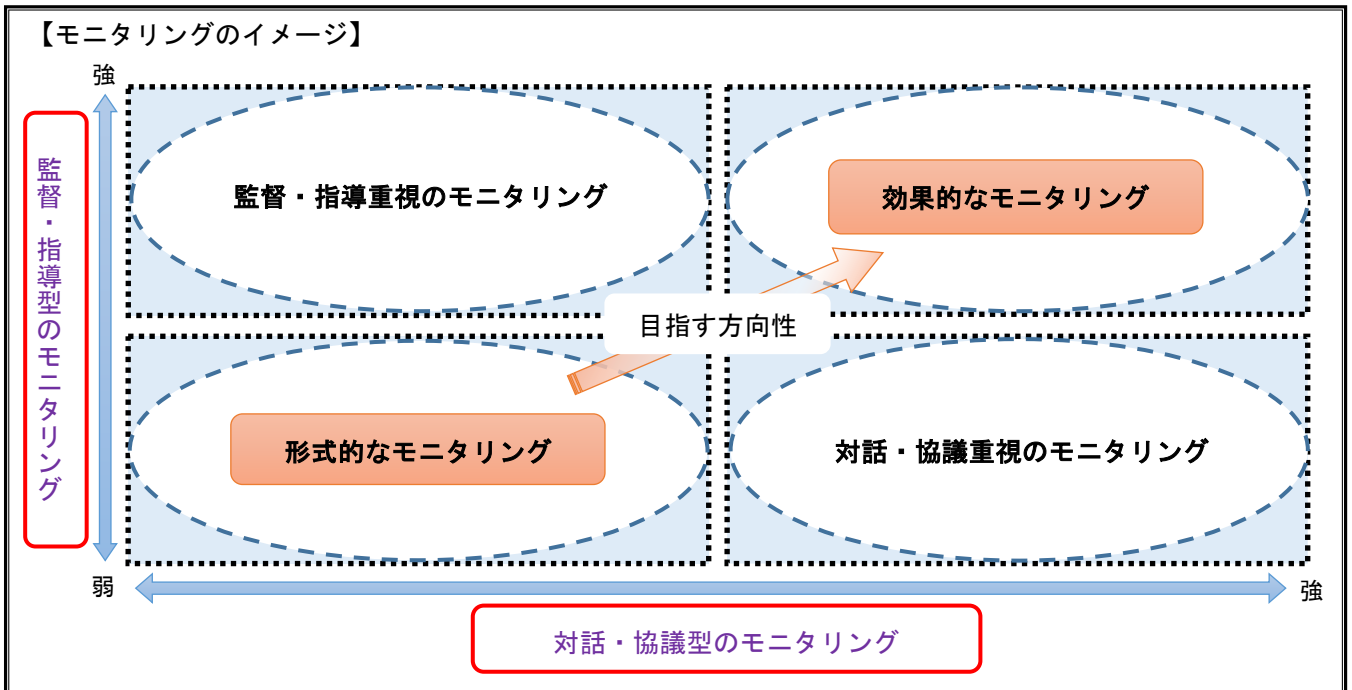 【モニタリングのイメージ】
強
監督・指導型のモニタリング
監督・指導重視のモニタリング
効果的なモニタリング
目指す方向性
形式的なモニタリング
対話・協議重視のモニタリング
弱
強
対話・協議型のモニタリング